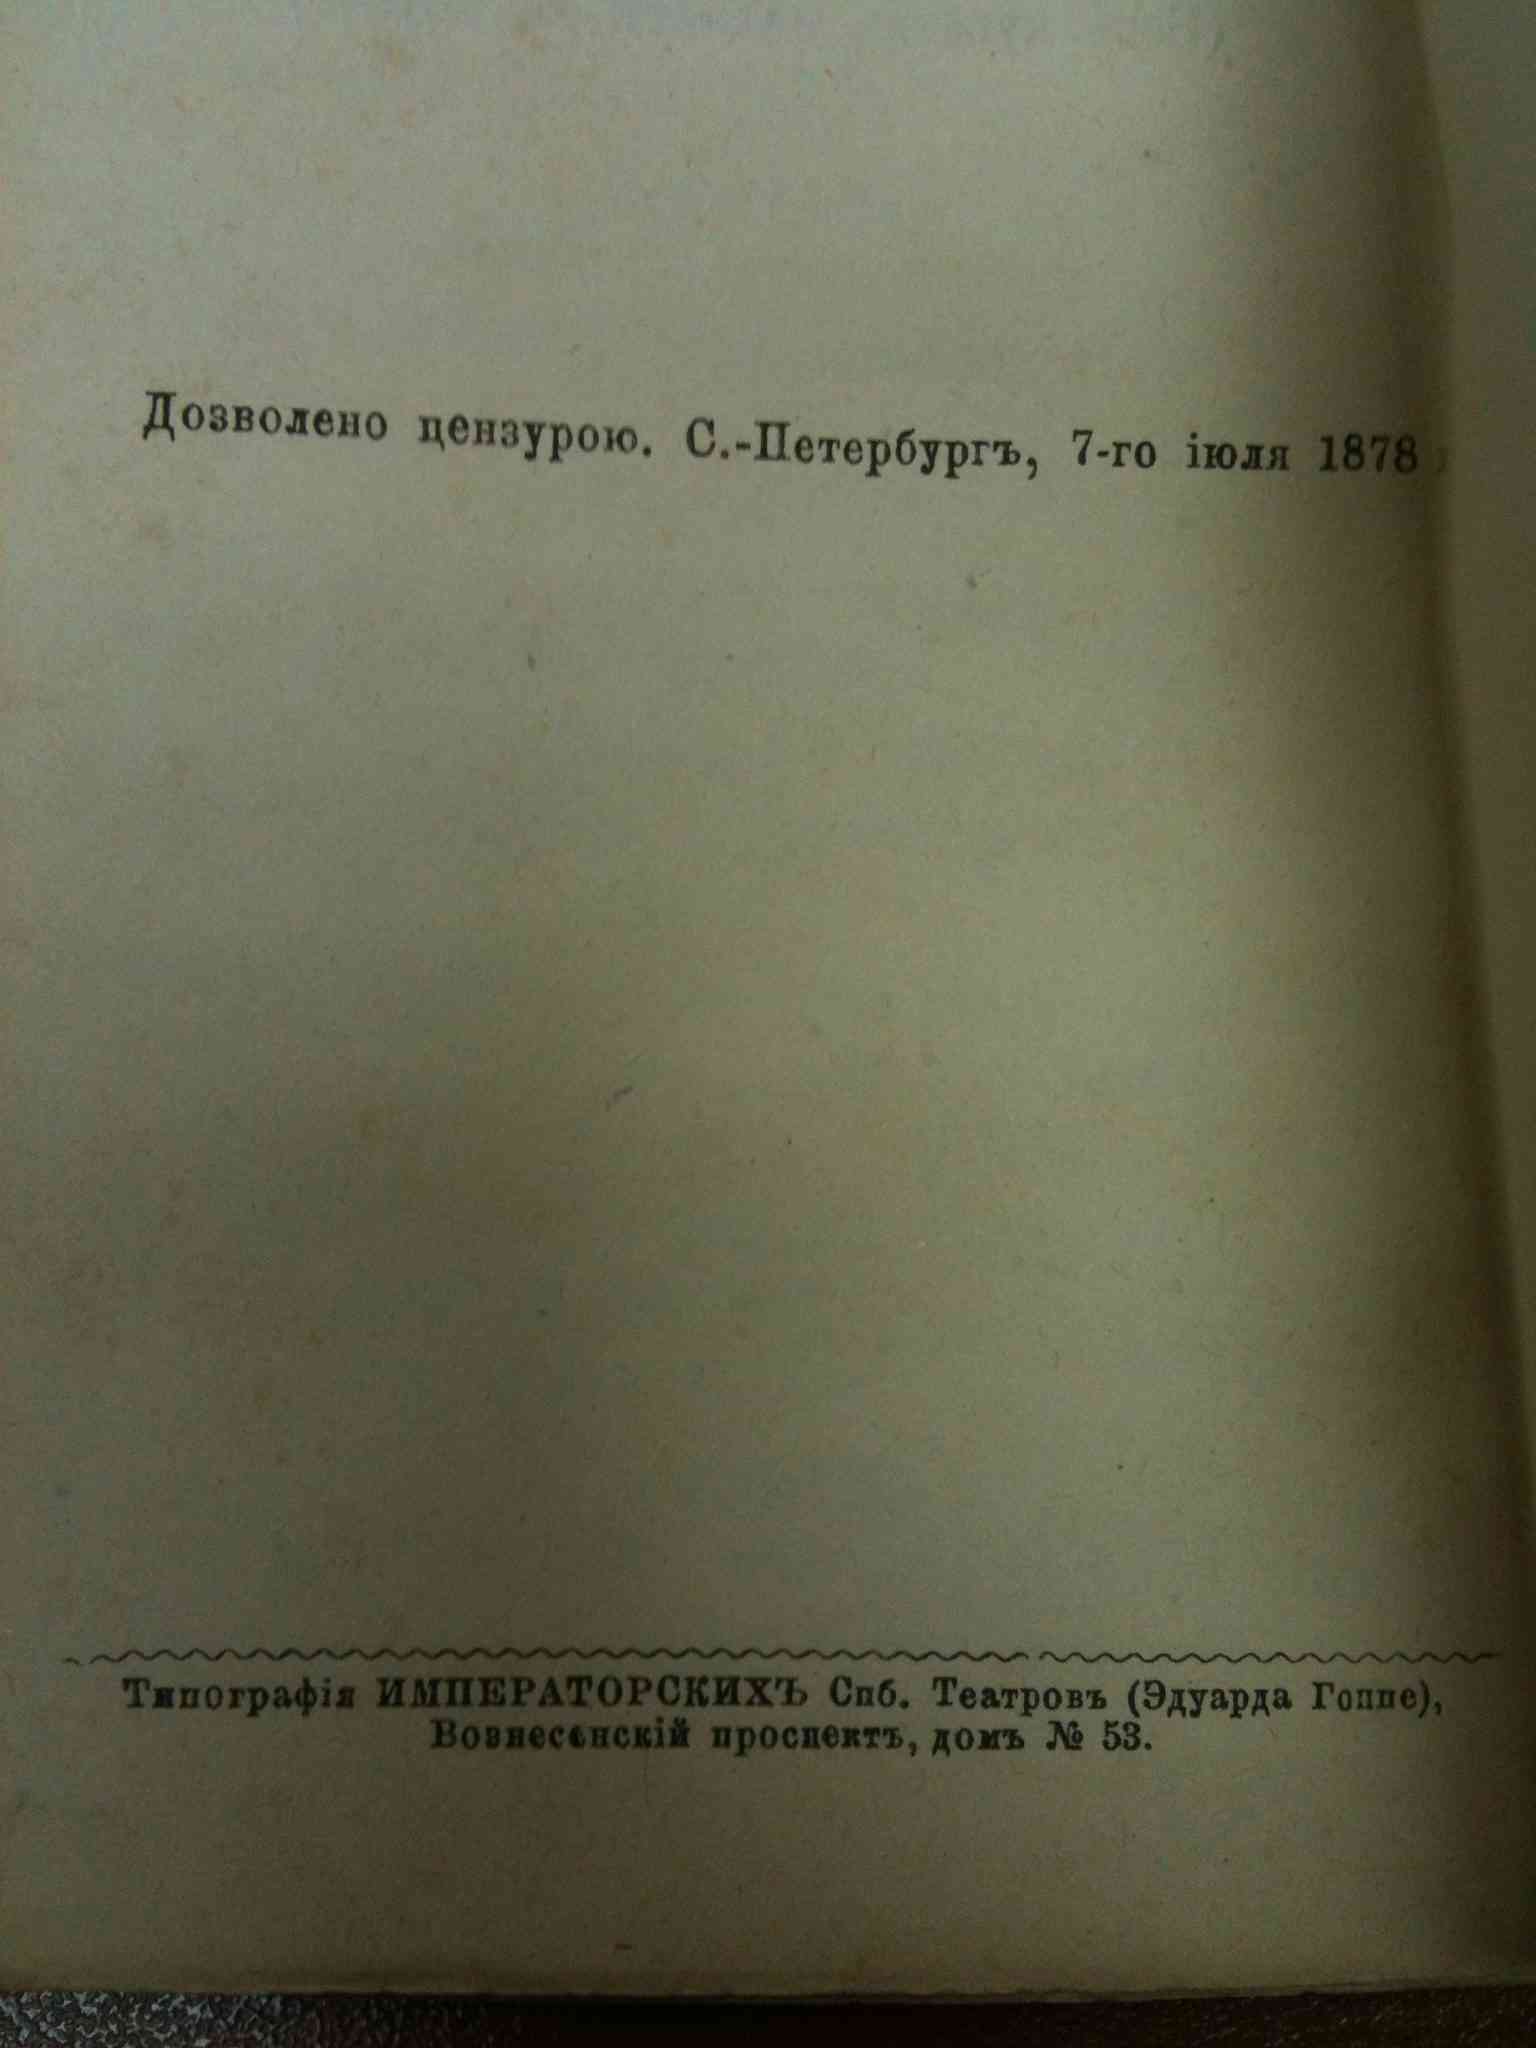 Дозволено цензурою. С.-Петербургъ, 7-го іюля 1878
Типографія ИМПЕРАТОРСКИХЪ Спб. Театровъ (Эдуарда Гоппе),
Вознесенскій проспектъ, домъ № 53.